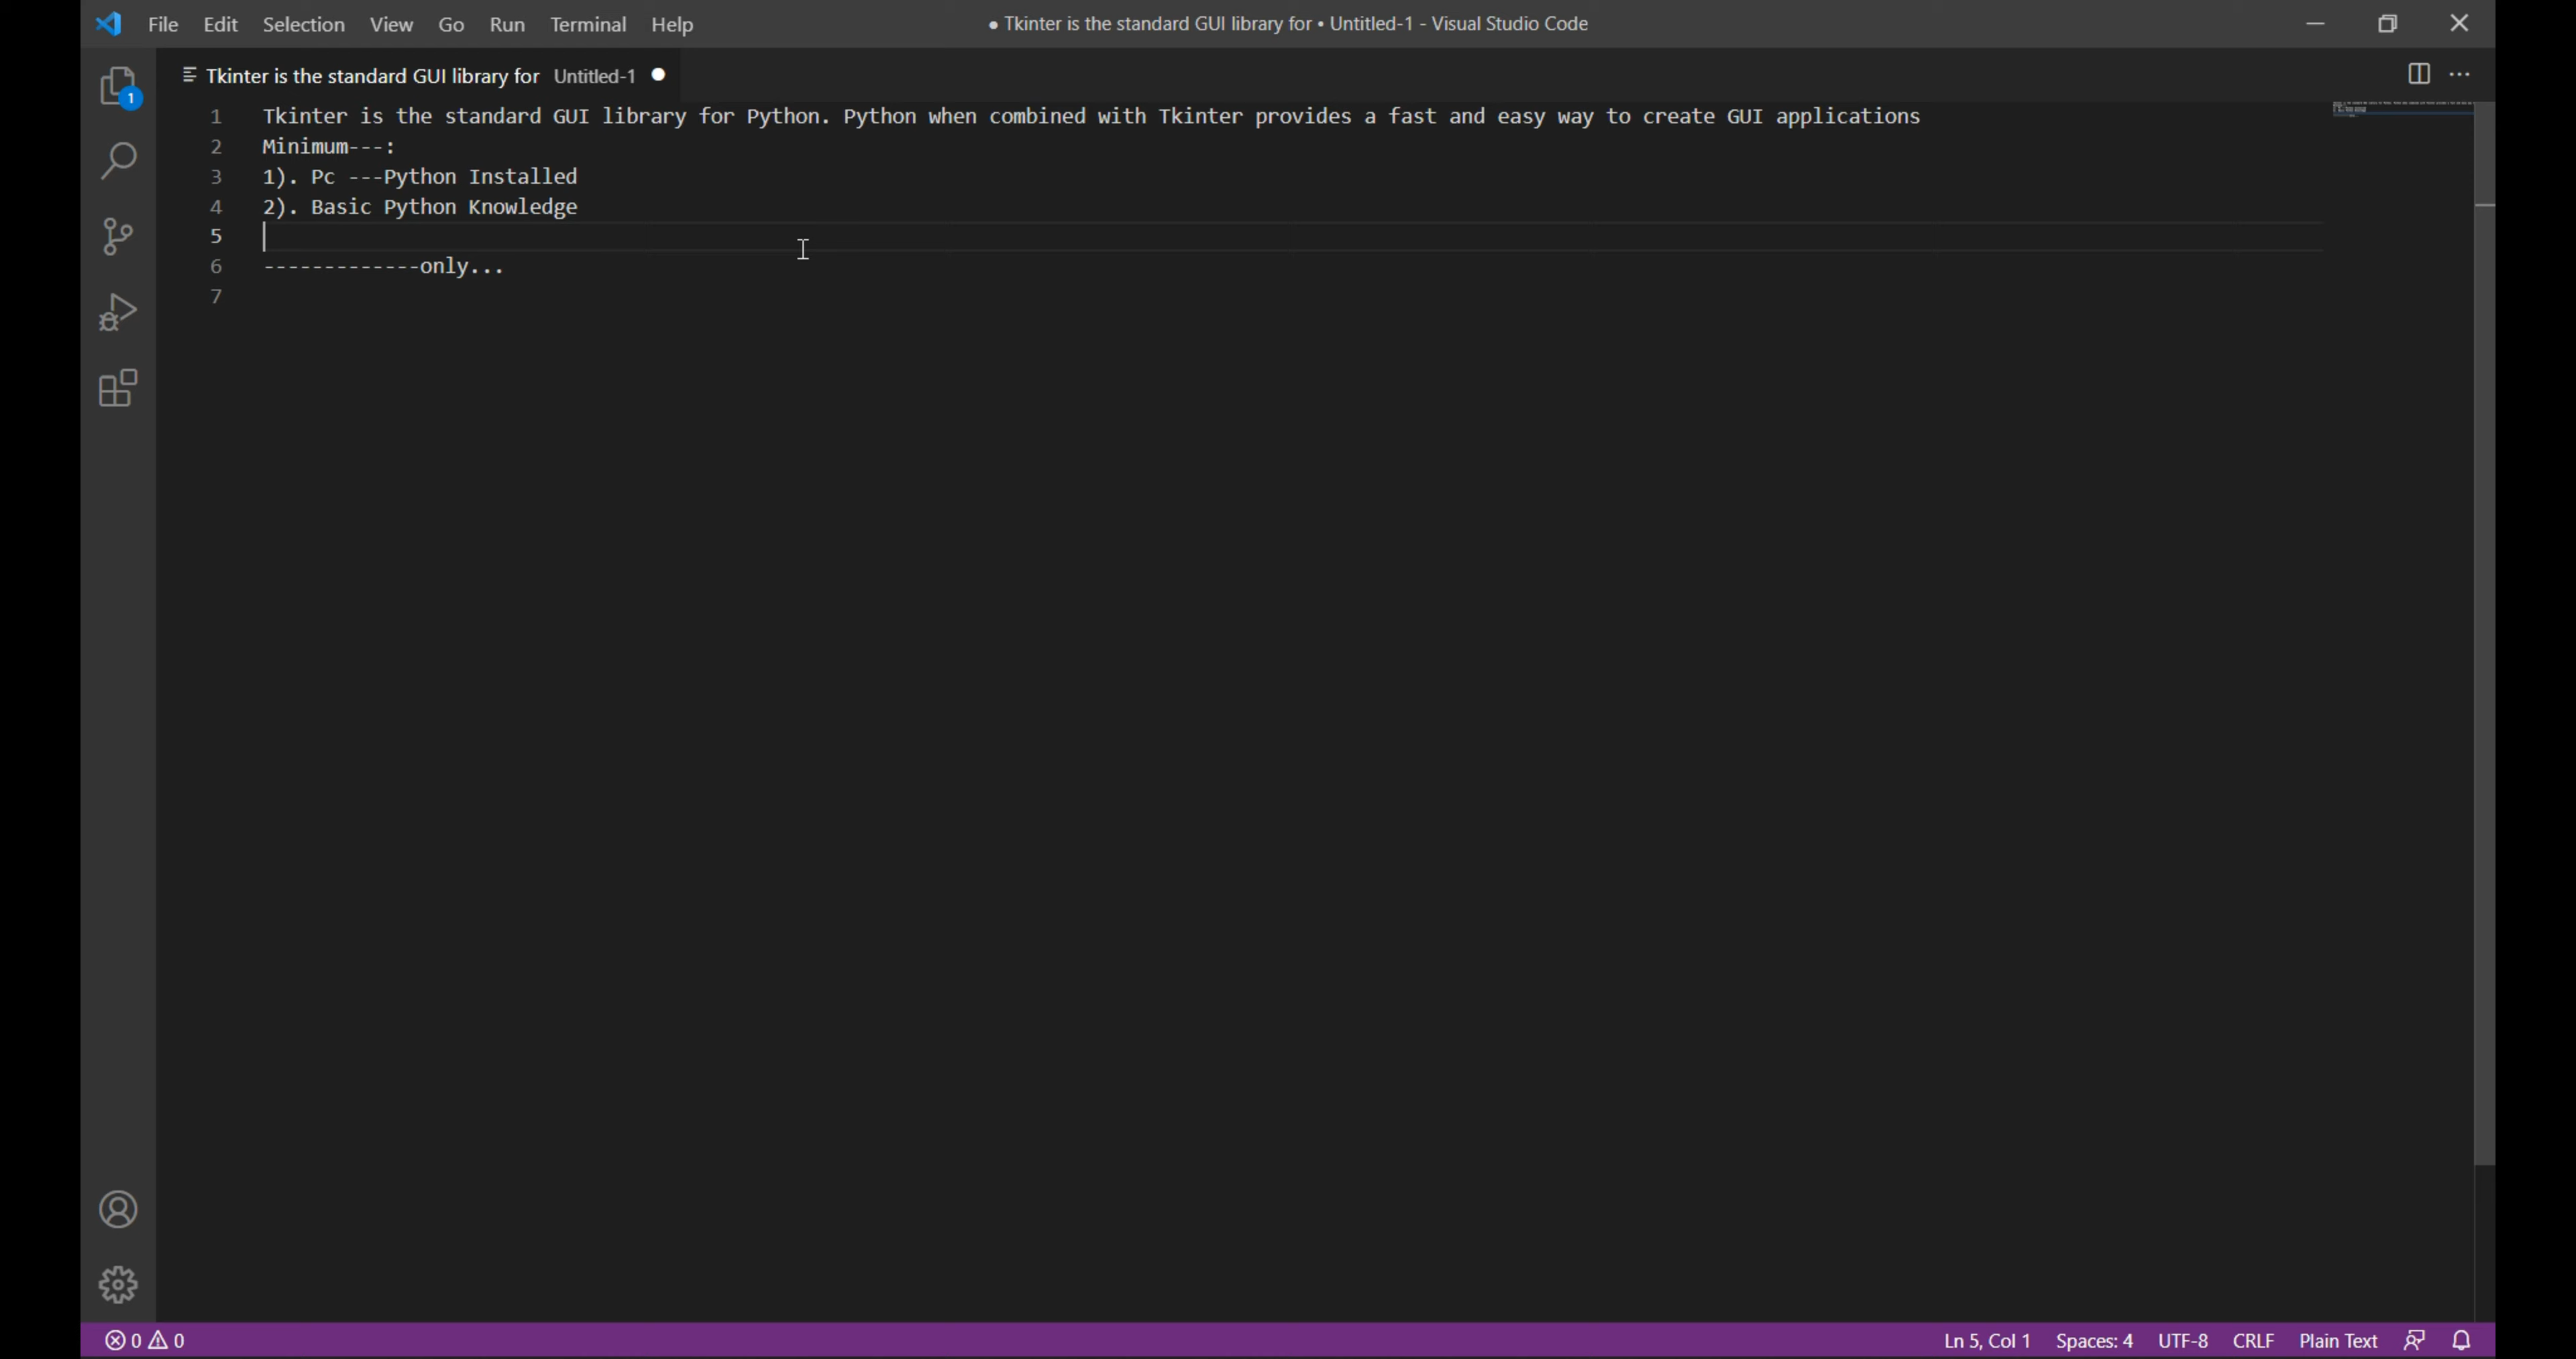 File Edit Selection View Go Run Terminal Help ● Tkinter is the standard GUI library for • Untitled-1 - Visual Studio Code
Tkinter is the standard GUI library for Untitled-1
1
1 Tkinter is the standard GUI library for Python. Python when combined with Tkinter provides a fast and easy way to create GUI applications
2 Minimum---:
3 1). Pc ---Python Installed
4 2). Basic Python Knowledge
5
6 -------------only...
7
0 0 Ln 5, Col 1 Spaces: 4 UTF-8 CRLF Plain Text